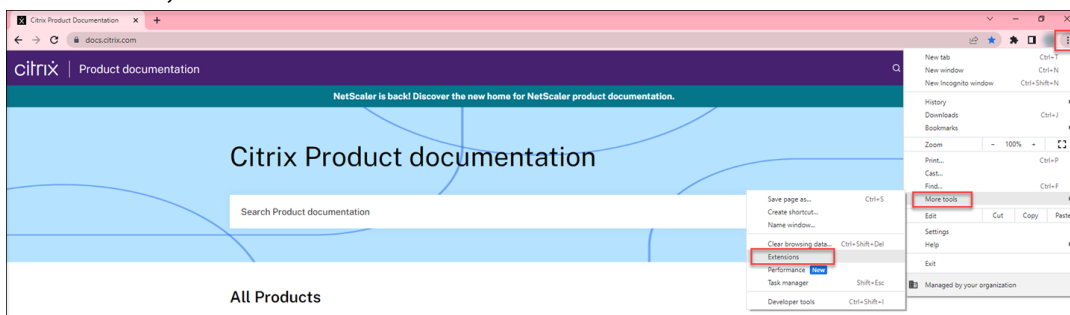 Citrix Product Documentation
docs.citrix.com
citrix | Product documentation
NetScaler is back! Discover the new home for NetScaler product documentation.
Citrix Product documentation
Search Product documentation
All Products
New tab Ctrl+T
New window Ctrl+N
New Incognito window Ctrl+Shift+N
History
Downloads Ctrl+J
Bookmarks
Zoom - 100% +
Print... Ctrl+P
Cast...
Find... Ctrl+F
More tools
Edit Cut Copy Paste
Settings
Help
Exit
Managed by your organization
Save page as... Ctrl+S
Create shortcut...
Name window...
Clear browsing data... Ctrl+Shift+Del
Extensions
Performance New
Task manager Shift+Esc
Developer tools Ctrl+Shift+I